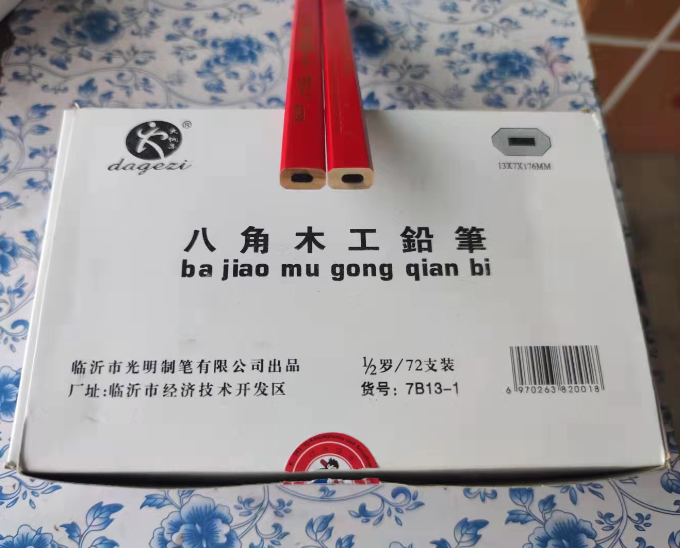 dagezi
®
13X7X176MM
八角木工鉛筆
ba jiao mu gong qian bi
临沂市光明制笔有限公司出品
厂址:临沂市经济技术开发区
½罗/72支装
货号: 7B13-1
6 970263 820018